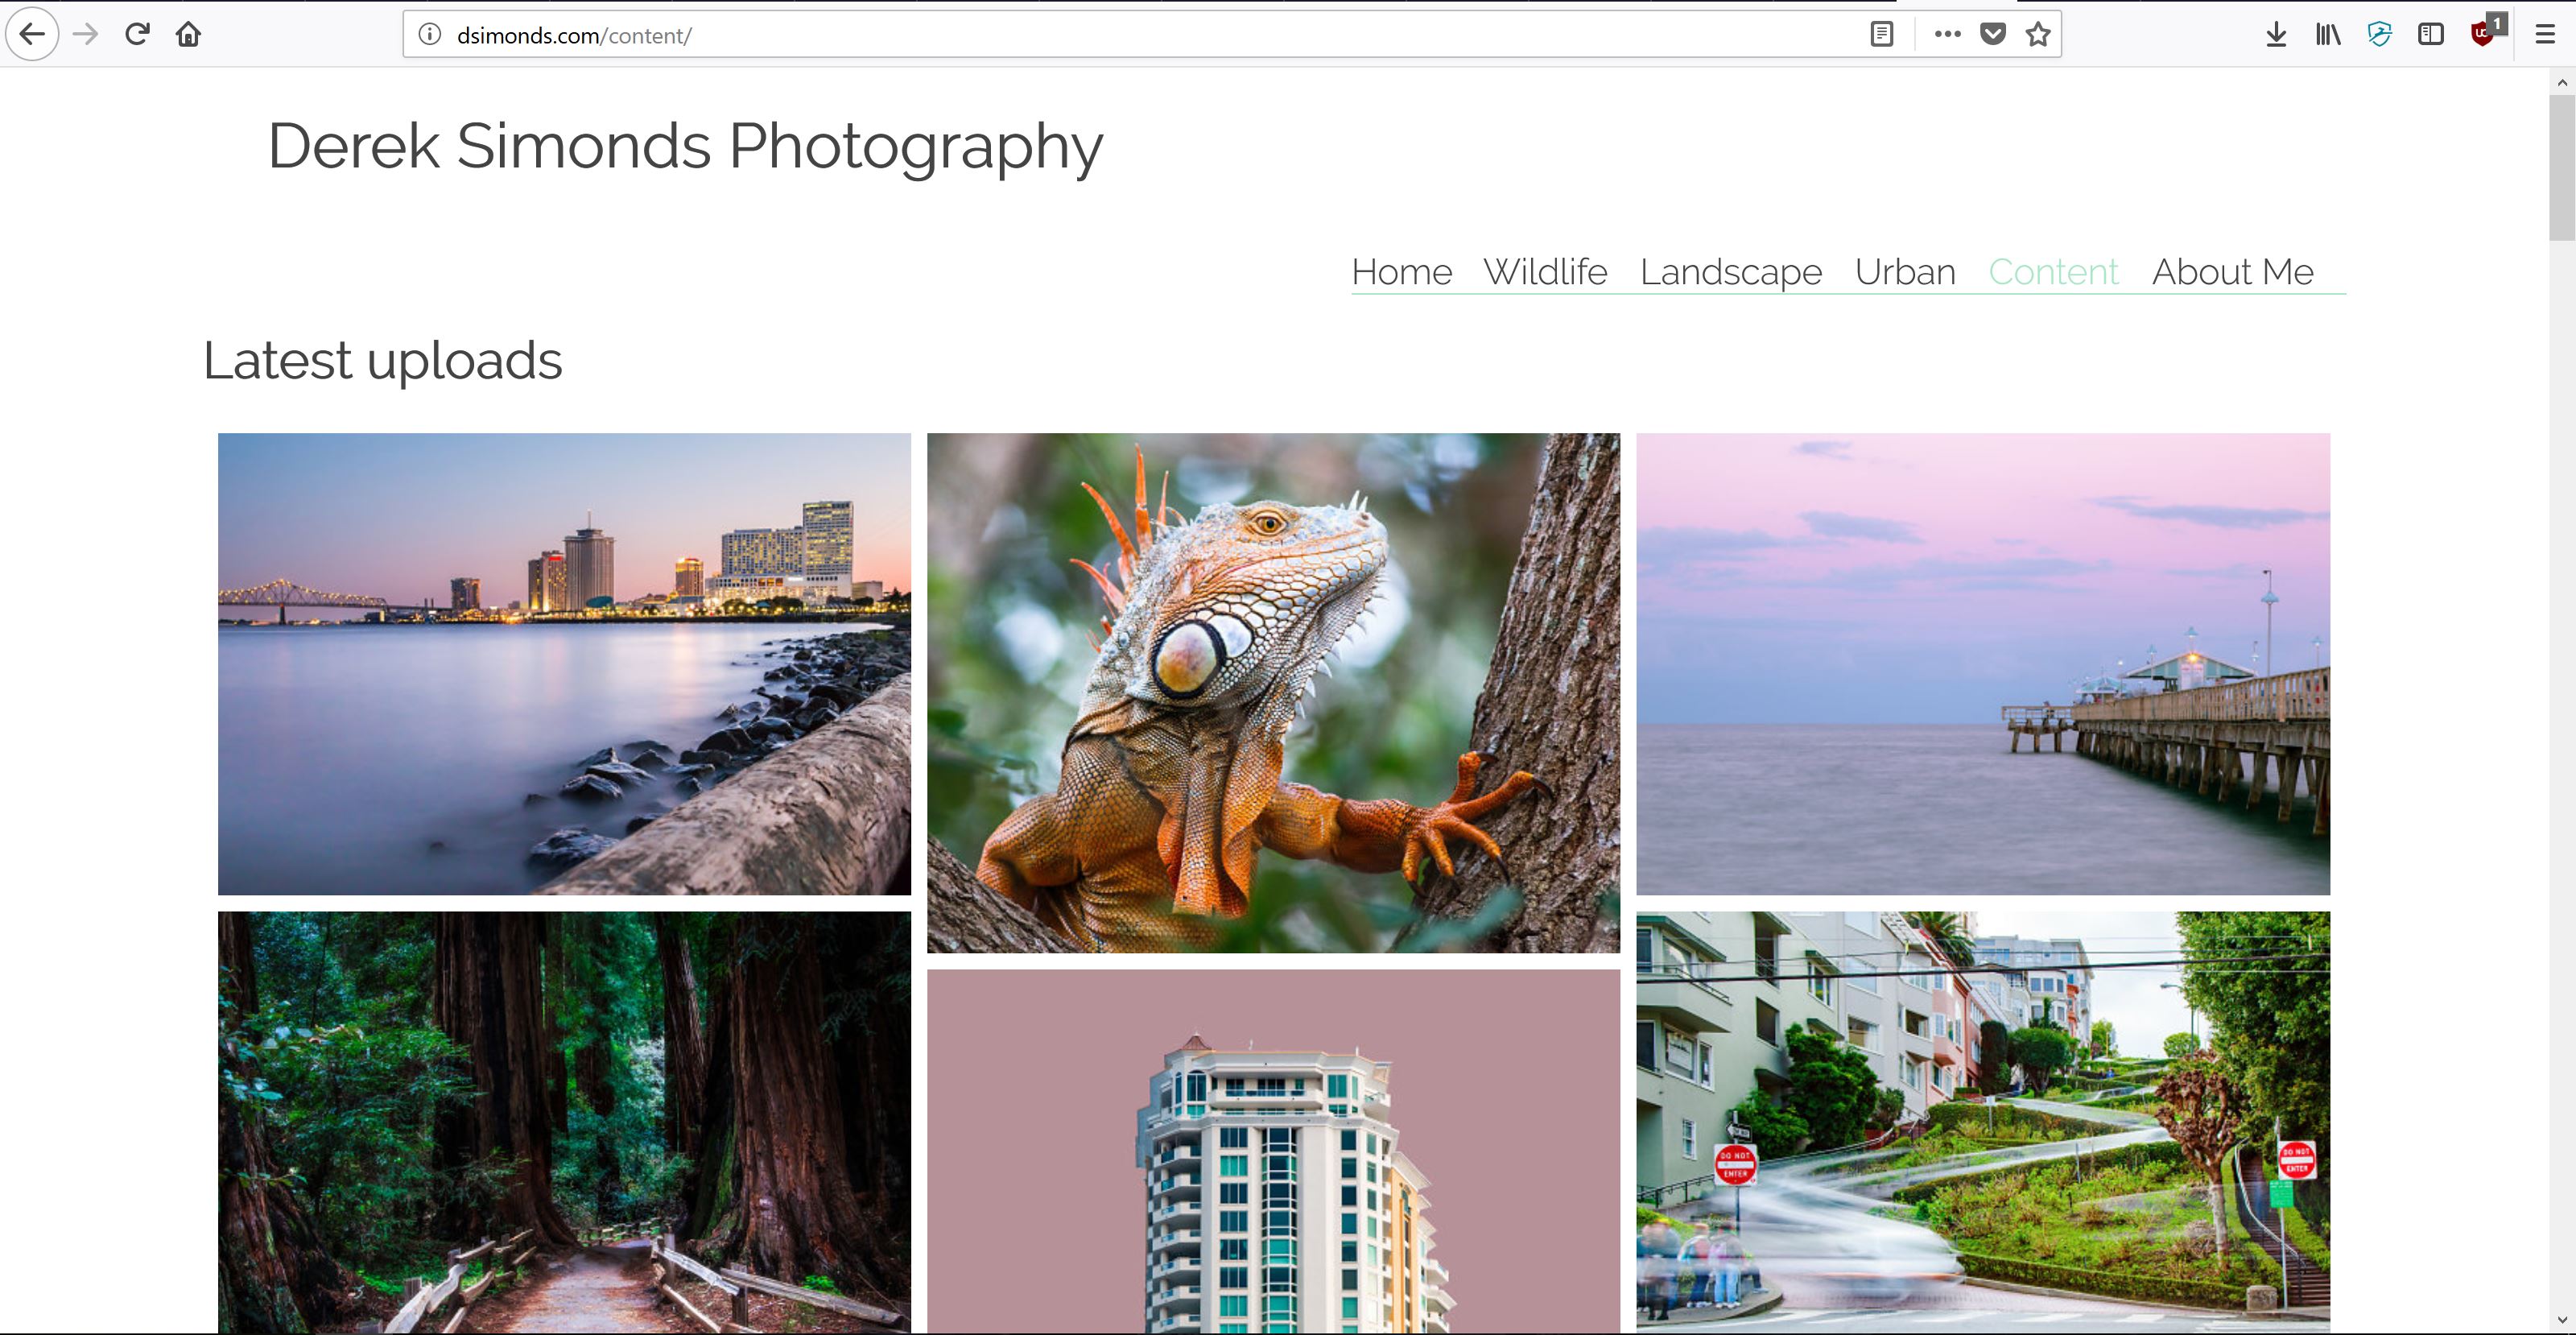 dsimonds.com/content/
1
Derek Simonds Photography
Home Wildlife Landscape Urban Content About Me
Latest uploads
DO NOT
ENTER
DO NOT
ENTER